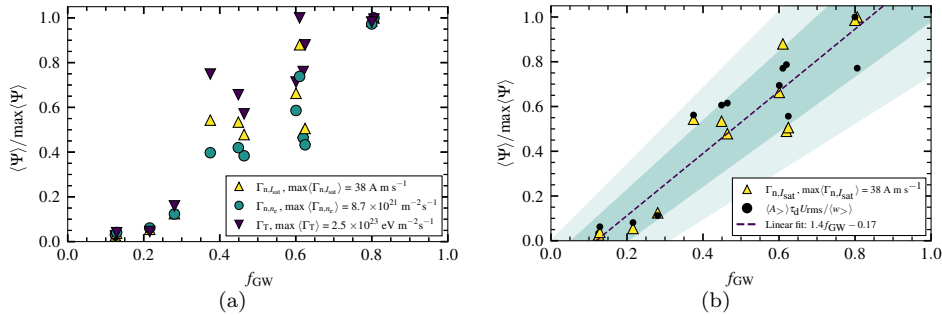 ⟨Ψ⟩/max⟨Ψ⟩
1.0
0.8
0.6
0.4
0.2
0.0
Γn,Jsat, max⟨Γn,Jsat⟩ = 38 A m s−1
Γn,ne, max⟨Γn,ne⟩ = 8.7 ×10²¹ m−2s−1
ΓT, max⟨ΓT⟩ = 2.5 ×10²³ eV m−2s−1
0.0 0.2 0.4 0.6 0.8 1.0
fGW
(a)
⟨Ψ⟩/max⟨Ψ⟩
1.0
0.8
0.6
0.4
0.2
0.0
Γn,Jsat, max⟨Γn,Jsat⟩ = 38 A m s−1
⟨A>⟩τdUrms/⟨w>⟩
Linear fit: 1.4fGW − 0.17
0.0 0.2 0.4 0.6 0.8 1.0
fGW
(b)